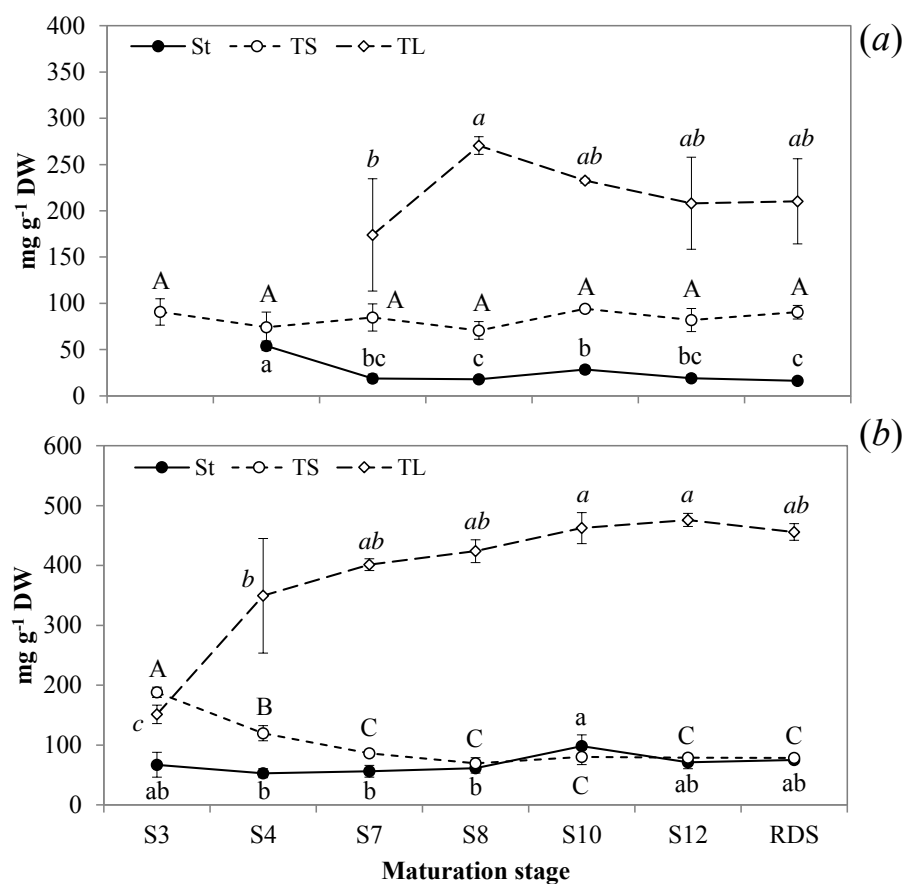 400
350
300
250
200
150
100
50
0
mg g-1 DW
St TS TL
(a)
b a ab ab ab
A A A A A A A
a bc c b bc c
600
500
400
300
200
100
0
mg g-1 DW
St TS TL
(b)
c b ab ab a a ab
A B C C C C C
ab b b b a ab ab
S3 S4 S7 S8 S10 S12 RDS
Maturation stage